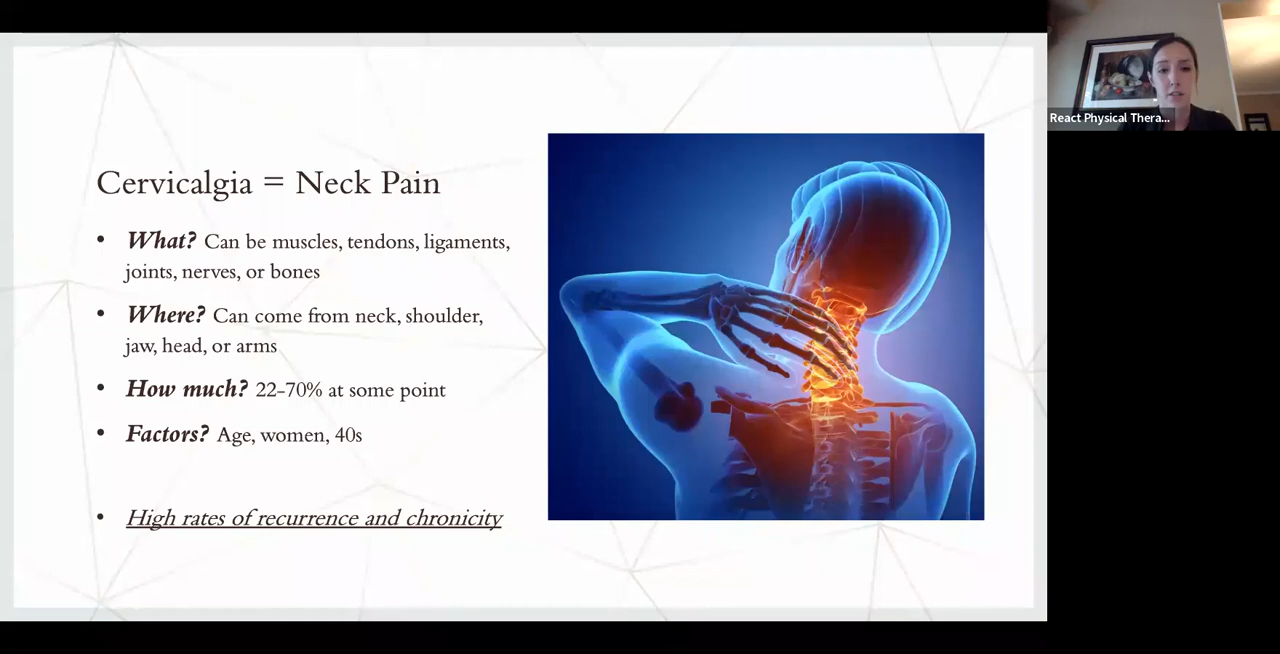 Cervicalgia = Neck Pain
• What? Can be muscles, tendons, ligaments,
joints, nerves, or bones
• Where? Can come from neck, shoulder,
jaw, head, or arms
• How much? 22-70% at some point
• Factors? Age, women, 40s
• High rates of recurrence and chronicity
React Physical Thera...